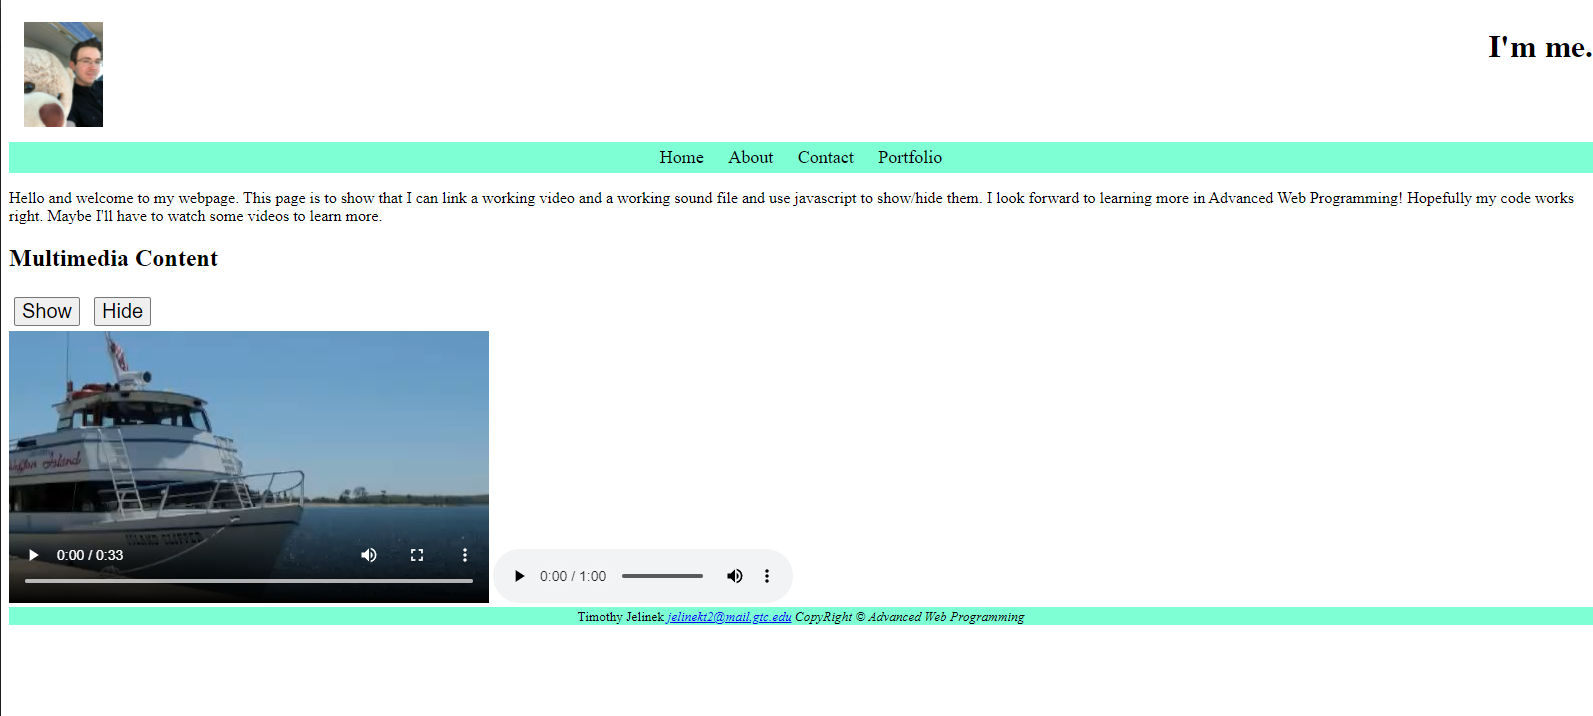 I'm me.
Home About Contact Portfolio
Hello and welcome to my webpage. This page is to show that I can link a working video and a working sound file and use javascript to show/hide them. I look forward to learning more in Advanced Web Programming! Hopefully my code works
right. Maybe I'll have to watch some videos to learn more.
Multimedia Content
Show Hide
Island
ISLAND CLIPPER
0:00 / 0:33
0:00 / 1:00
Timothy Jelinek jelinekt2@mail.gtc.edu CopyRight © Advanced Web Programming